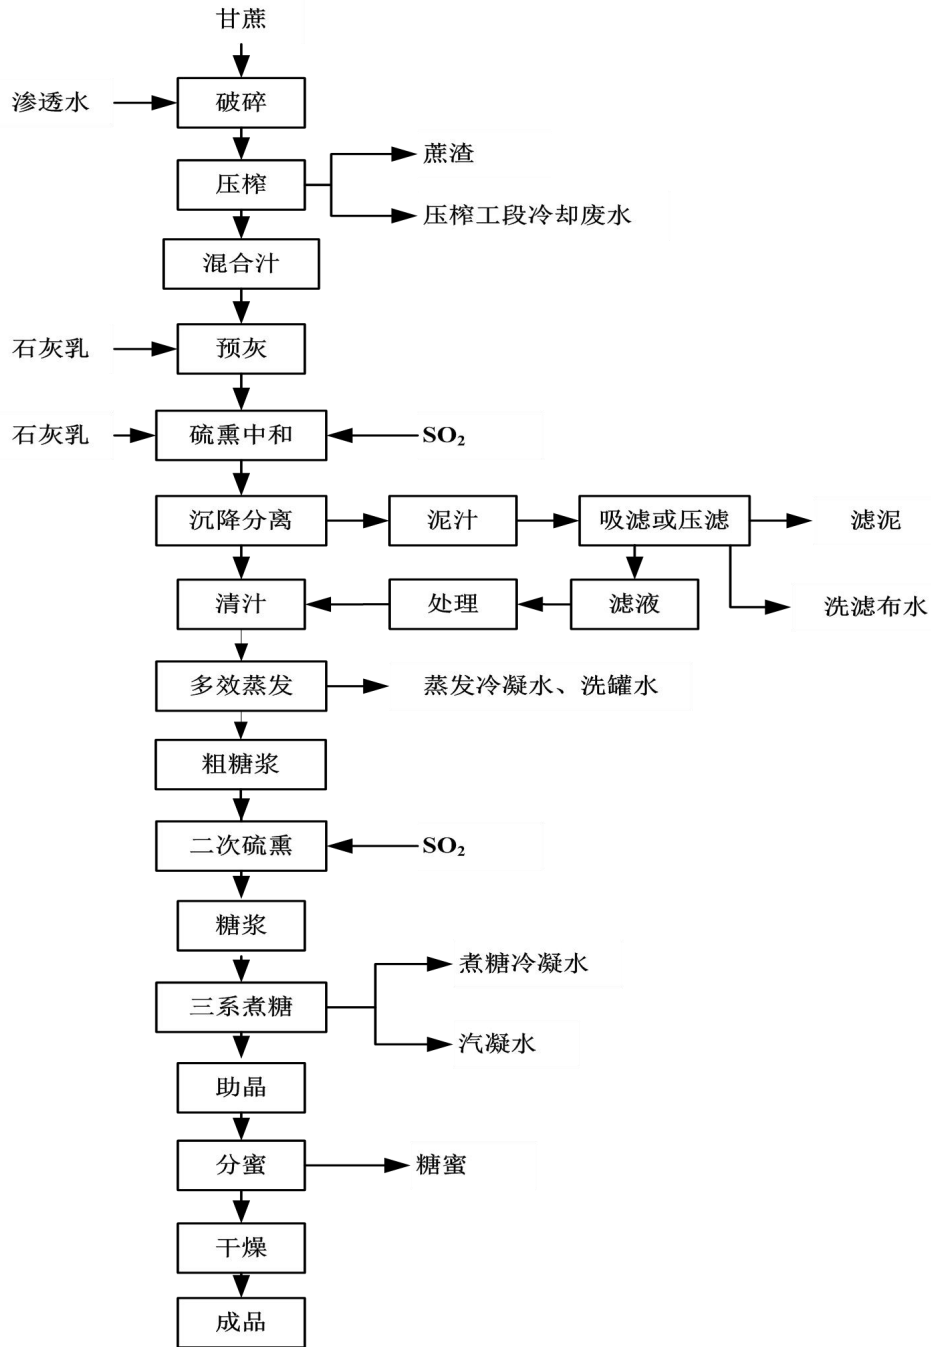 甘蔗
渗透水
破碎
蔗渣
压榨
压榨工段冷却废水
混合汁
石灰乳
预灰
石灰乳
硫熏中和
SO₂
沉降分离
泥汁
吸滤或压滤
滤泥
清汁
处理
滤液
洗滤布水
多效蒸发
蒸发冷凝水、洗罐水
粗糖浆
二次硫熏
SO₂
糖浆
煮糖冷凝水
三系煮糖
汽凝水
助晶
分蜜
糖蜜
干燥
成品